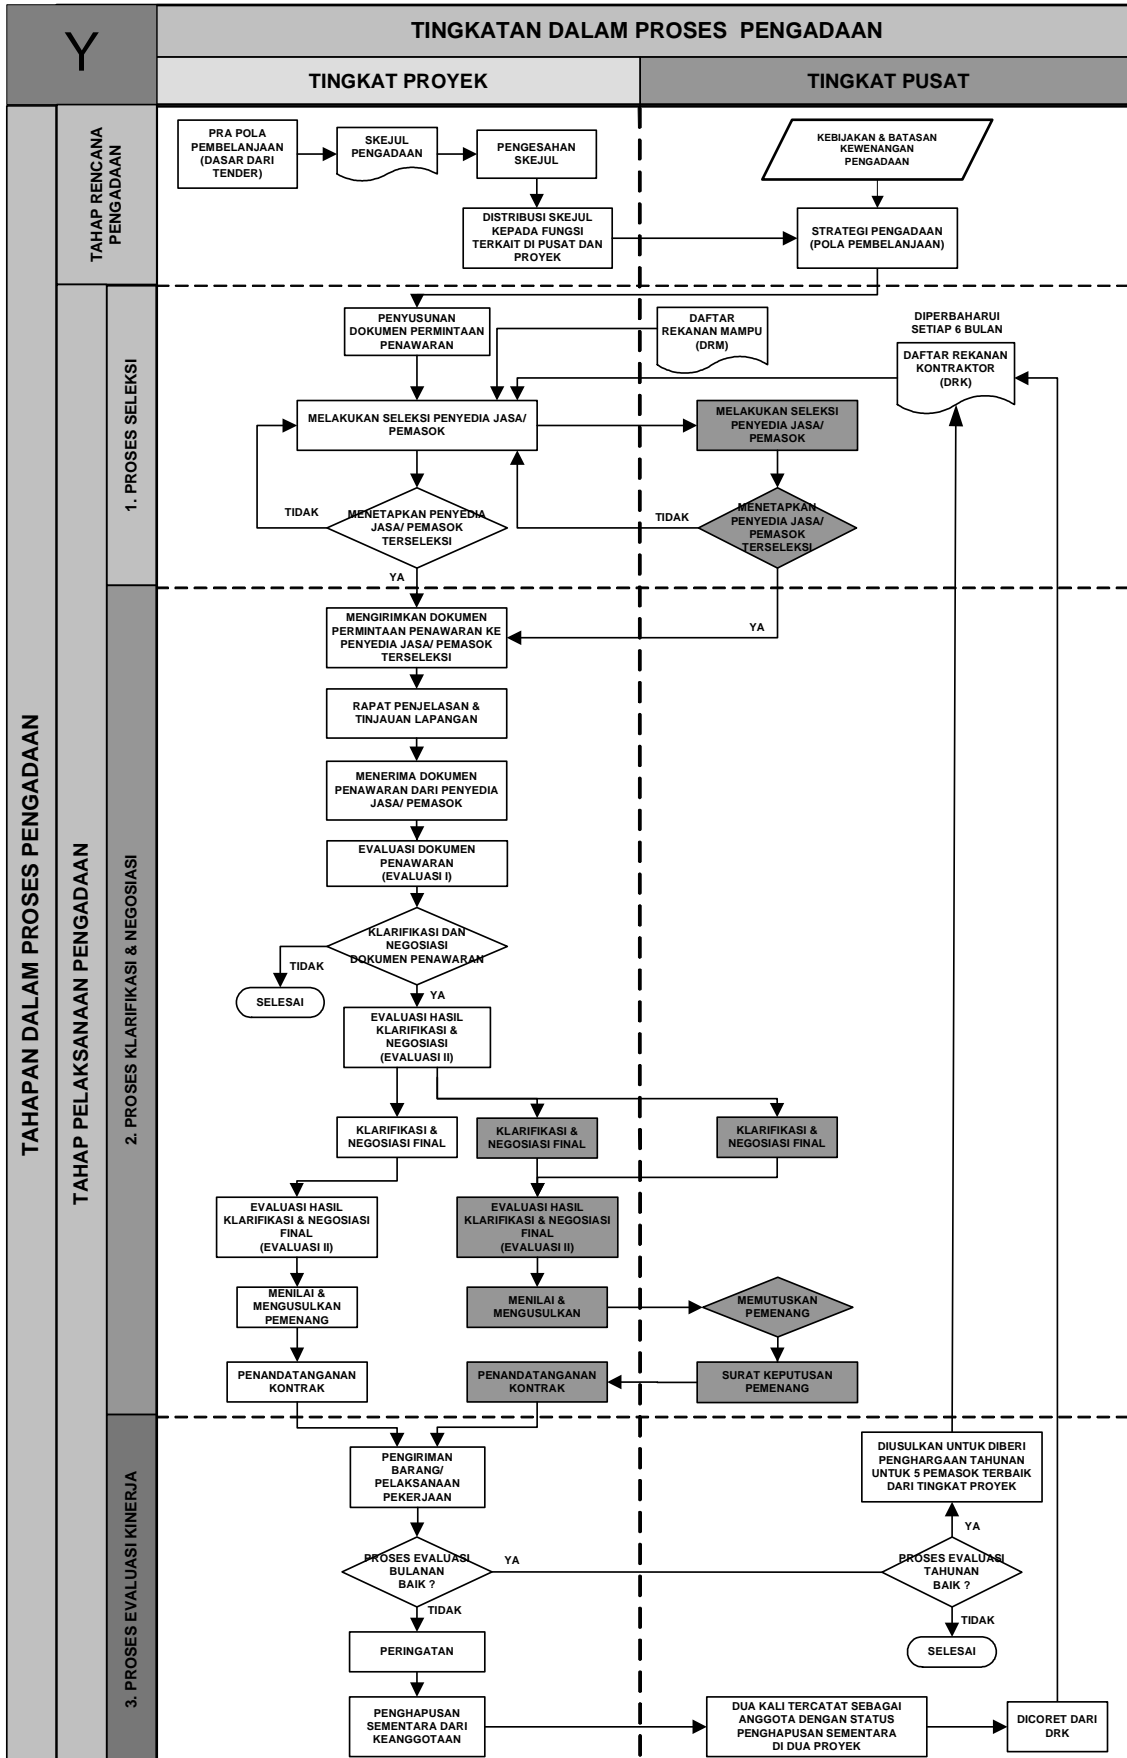 Y
TINGKATAN DALAM PROSES PENGADAAN
TINGKAT PROYEK
TINGKAT PUSAT
TAHAPAN DALAM PROSES PENGADAAN
TAHAP RENCANA
PENGADAAN
PRA POLA
PEMBELANJAAN
(DASAR DARI
TENDER)
SKEJUL
PENGADAAN
PENGESAHAN
SKEJUL
KEBIJAKAN & BATASAN
KEWENANGAN
PENGADAAN
DISTRIBUSI SKEJUL
KEPADA FUNGSI
TERKAIT DI PUSAT DAN
PROYEK
STRATEGI PENGADAAN
(POLA PEMBELANJAAN)
TAHAP PELAKSANAAN PENGADAAN
1. PROSES SELEKSI
PENYUSUNAN
DOKUMEN PERMINTAAN
PENAWARAN
DAFTAR
REKANAN MAMPU
(DRM)
DIPERBAHARUI
SETIAP 6 BULAN
DAFTAR REKANAN
KONTRAKTOR
(DRK)
MELAKUKAN SELEKSI PENYEDIA JASA/
PEMASOK
MELAKUKAN SELEKSI
PENYEDIA JASA/
PEMASOK
TIDAK
MENETAPKAN PENYEDIA
JASA/ PEMASOK
TERSELEKSI
TIDAK
MENETAPKAN
PENYEDIA JASA/
PEMASOK
TERSELEKSI
YA
2. PROSES KLARIFIKASI & NEGOSIASI
MENGIRIMKAN DOKUMEN
PERMINTAAN PENAWARAN KE
PENYEDIA JASA/ PEMASOK
TERSELEKSI
YA
RAPAT PENJELASAN &
TINJAUAN LAPANGAN
MENERIMA DOKUMEN
PENAWARAN DARI PENYEDIA
JASA/ PEMASOK
EVALUASI DOKUMEN
PENAWARAN
(EVALUASI I)
KLARIFIKASI DAN
NEGOSIASI
DOKUMEN PENAWARAN
TIDAK
SELESAI
YA
EVALUASI HASIL
KLARIFIKASI &
NEGOSIASI
(EVALUASI II)
KLARIFIKASI &
NEGOSIASI FINAL
KLARIFIKASI &
NEGOSIASI FINAL
KLARIFIKASI &
NEGOSIASI FINAL
EVALUASI HASIL
KLARIFIKASI & NEGOSIASI
FINAL
(EVALUASI II)
EVALUASI HASIL
KLARIFIKASI & NEGOSIASI
FINAL
(EVALUASI II)
MENILAI &
MENGUSULKAN
PEMENANG
MENILAI &
MENGUSULKAN
MEMUTUSKAN
PEMENANG
PENANDATANGANAN
KONTRAK
PENANDATANGANAN
KONTRAK
SURAT KEPUTUSAN
PEMENANG
3. PROSES EVALUASI KINERJA
PENGIRIMAN
BARANG/
PELAKSANAAN
PEKERJAAN
DIUSULKAN UNTUK DIBERI
PENGHARGAAN TAHUNAN
UNTUK 5 PEMASOK TERBAIK
DARI TINGKAT PROYEK
YA
PROSES EVALUASI
BULANAN
BAIK ?
YA
PROSES EVALUASI
TAHUNAN
BAIK ?
TIDAK
TIDAK
PERINGATAN
SELESAI
PENGHAPUSAN
SEMENTARA DARI
KEANGGOTAAN
DUA KALI TERCATAT SEBAGAI
ANGGOTA DENGAN STATUS
PENGHAPUSAN SEMENTARA
DI DUA PROYEK
DICORET DARI
DRK